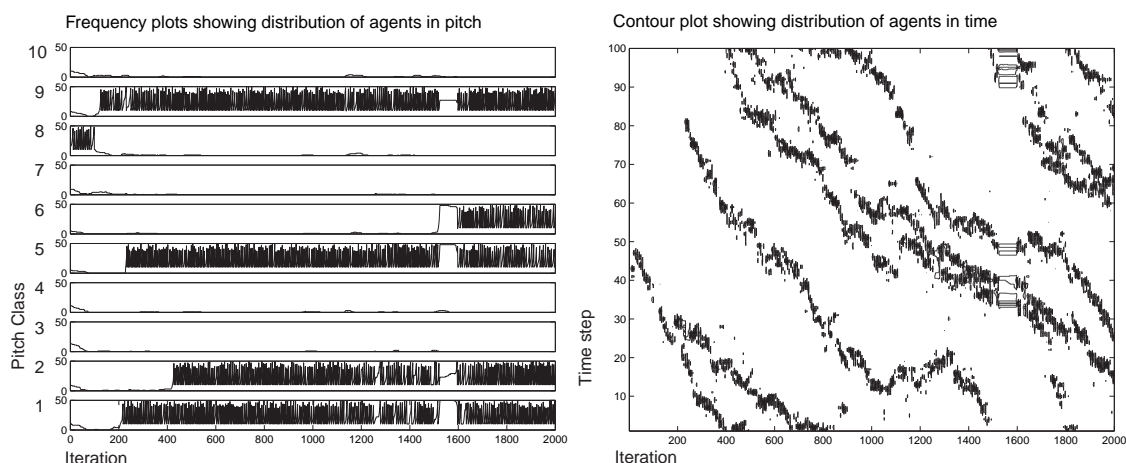 Frequency plots showing distribution of agents in pitch
10 50 0
9 50 0
8 50 0
7 50 0
6 50 0
5 50 0
4 50 0
3 50 0
2 50 0
1 50 0
Pitch Class
0 200 400 600 800 1000 1200 1400 1600 1800 2000
Iteration
Contour plot showing distribution of agents in time
100
90
80
70
60
50
40
30
20
10
Time step
200 400 600 800 1000 1200 1400 1600 1800 2000
Iteration